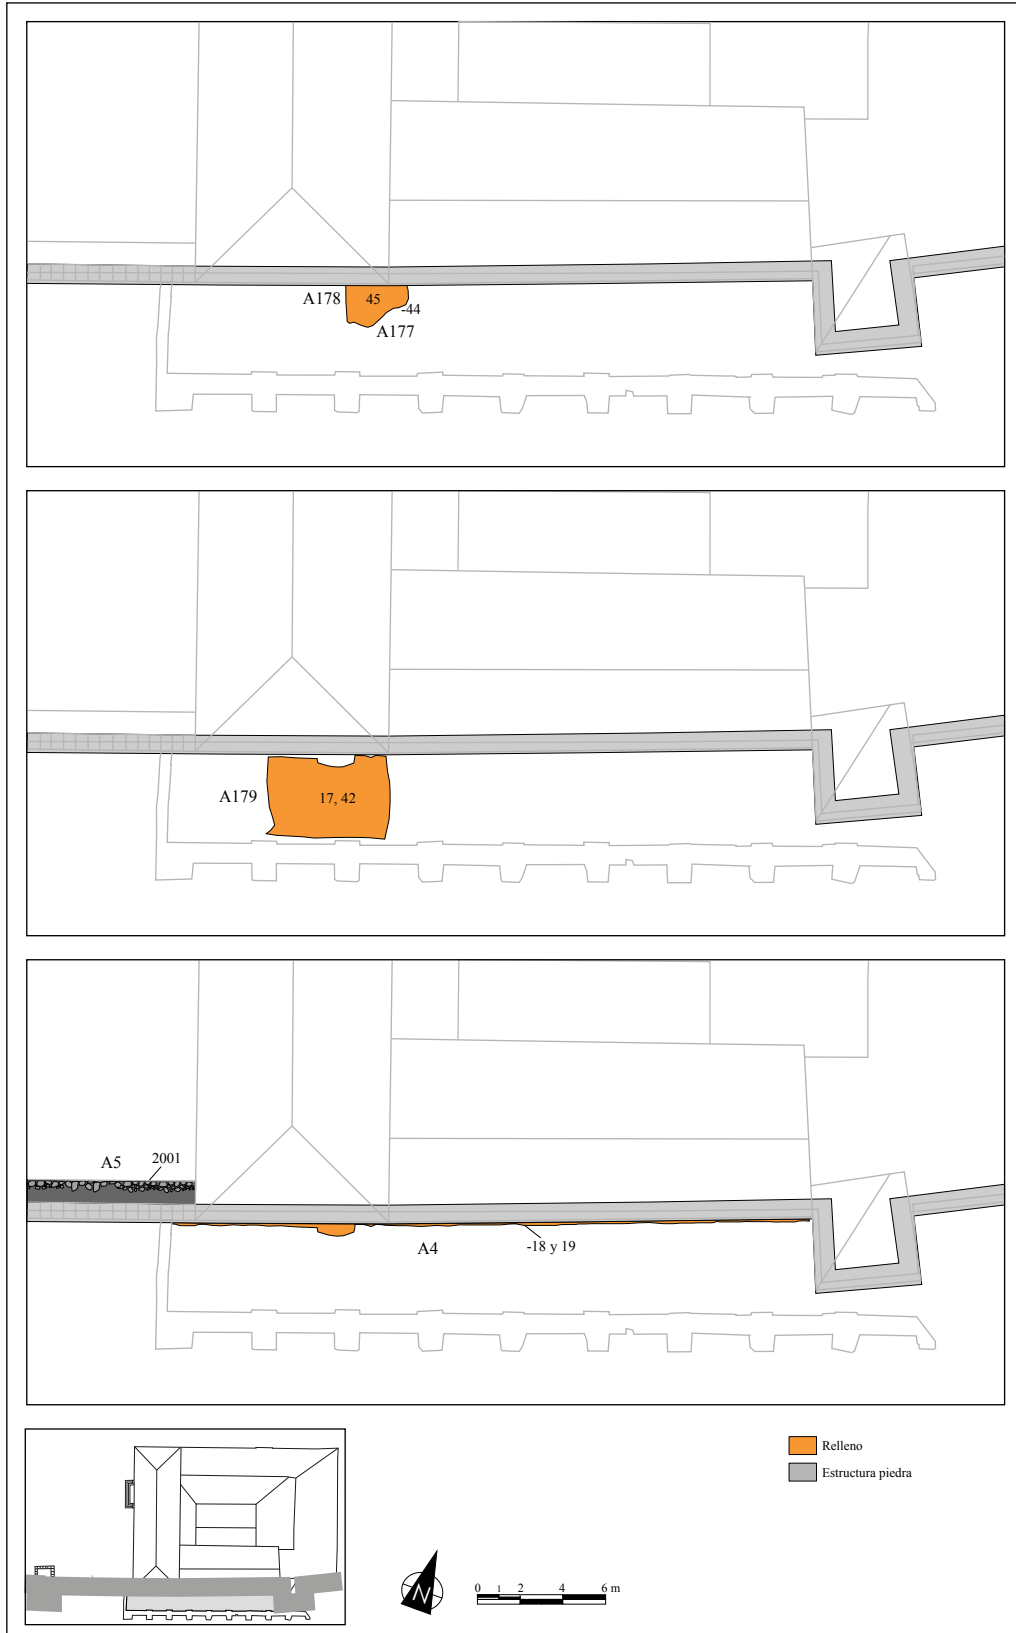 A178
45
-44
A177
A179
17, 42
A5
2001
A4
-18 y 19
Relleno
Estructura piedra
N
0 1 2 4 6 m